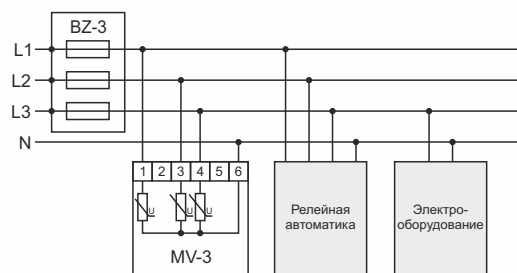 BZ-3
L1
L2
L3
N
1 2 3 4 5 6
U U U
MV-3
Релейная
автоматика
Электро-
оборудование